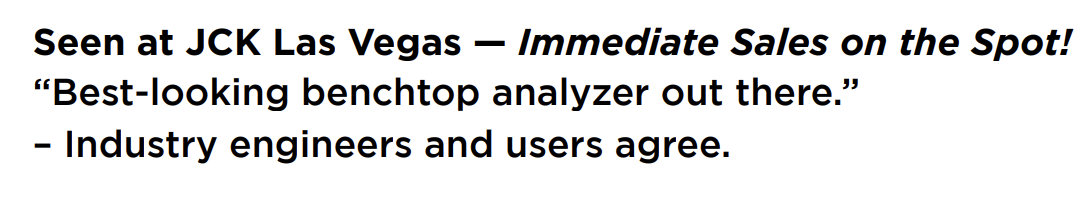 Seen at JCK Las Vegas — Immediate Sales on the Spot!
“Best-looking benchtop analyzer out there.”
– Industry engineers and users agree.